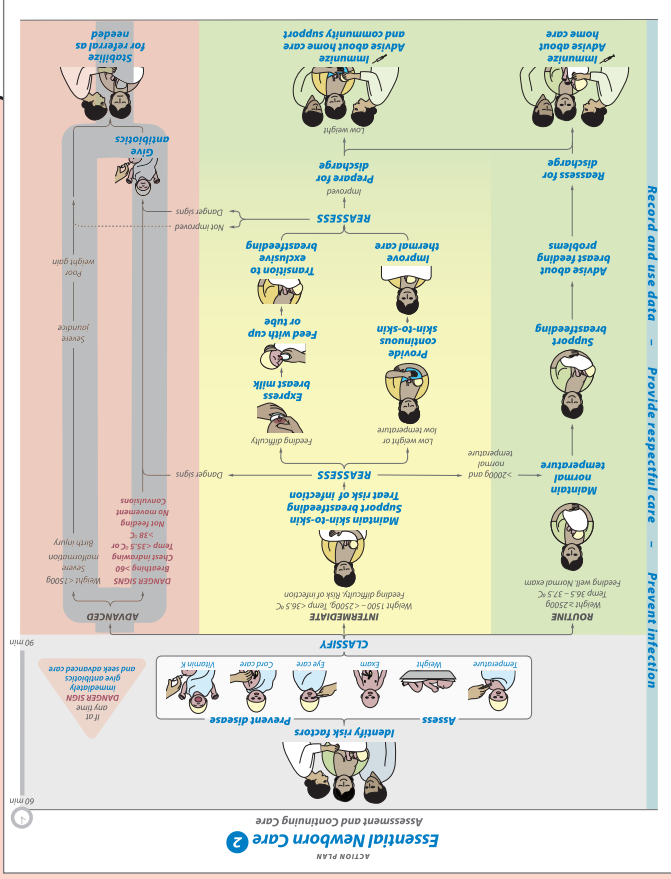 ACTION PLAN
Essential Newborn Care 2
Assessment and Continuing Care
60 min
Identify risk factors
Assess
Prevent disease
Temperature
Weight
Exam
Eye care
Cord care
Vitamin K
If at
any time
DANGER SIGN
immediately
give antibiotics
and seek advanced care
90 min
CLASSIFY
ROUTINE
Weight ≥2500g
Temp 36.5 – 37.5 °C
Feeding well. Normal exam
Maintain
normal
temperature
Support
breastfeeding
Advise about
breast feeding
problems
Reassess for
discharge
Immunize
Advise about
home care
INTERMEDIATE
Weight 1500 – <2500g, Temp <36.5 °C
Feeding difficulty. Risk of infection
Maintain skin-to-skin
Support breastfeeding
Treat risk of infection
REASSESS
>2000g and
normal
temperature
Danger signs
Low weight or
low temperature
Provide
continuous
skin-to-skin
Improve
thermal care
Feeding difficulty
Express
breast milk
Feed with cup
or tube
Transition to
exclusive
breastfeeding
REASSESS
Not improved
Danger signs
Improved
Prepare for
discharge
Low weight
Immunize
Advise about home care
and community support
ADVANCED
DANGER SIGNS
Breathing >60
Chest indrawing
Temp <35.5 °C or
>38 °C
Not feeding
No movement
Convulsions
Weight <1500g
Severe
malformation
Birth injury
Severe
jaundice
Poor
weight gain
Give
antibiotics
Stabilize
for referral as
needed
Record and use data – Provide respectful care – Prevent infection